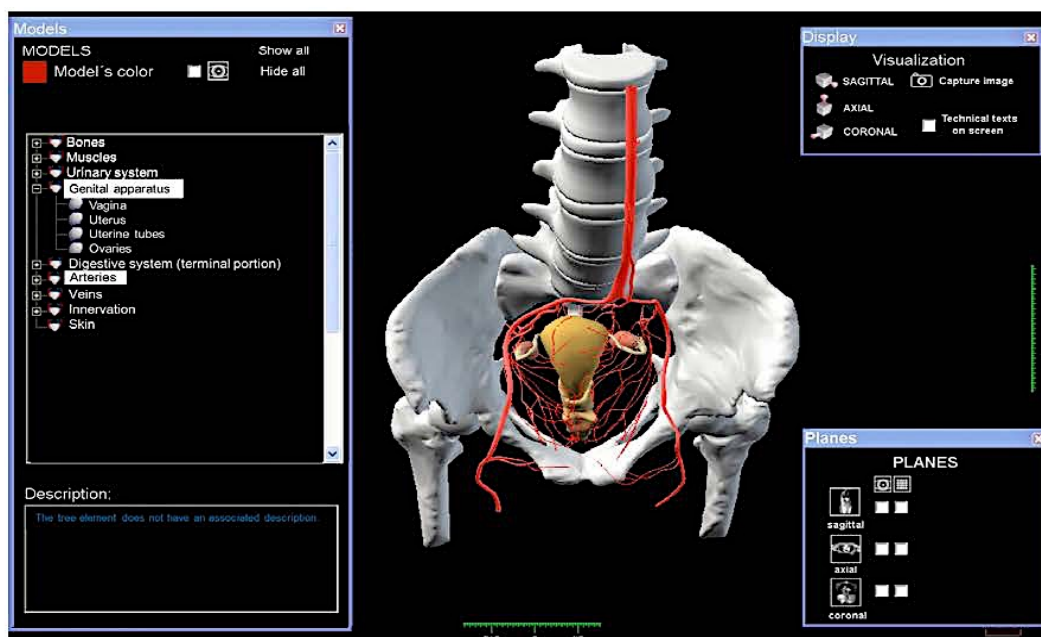 Models
MODELS
Show all
Model´s color
Hide all
Bones
Muscles
Urinary system
Genital apparatus
Vagina
Uterus
Uterine tubes
Ovaries
Digestive system (terminal portion)
Arteries
Veins
Innervation
Skin
Description:
The tree element does not have an associated description.
Display
Visualization
SAGITTAL
Capture image
AXIAL
Technical texts
on screen
CORONAL
Planes
PLANES
sagittal
axial
coronal